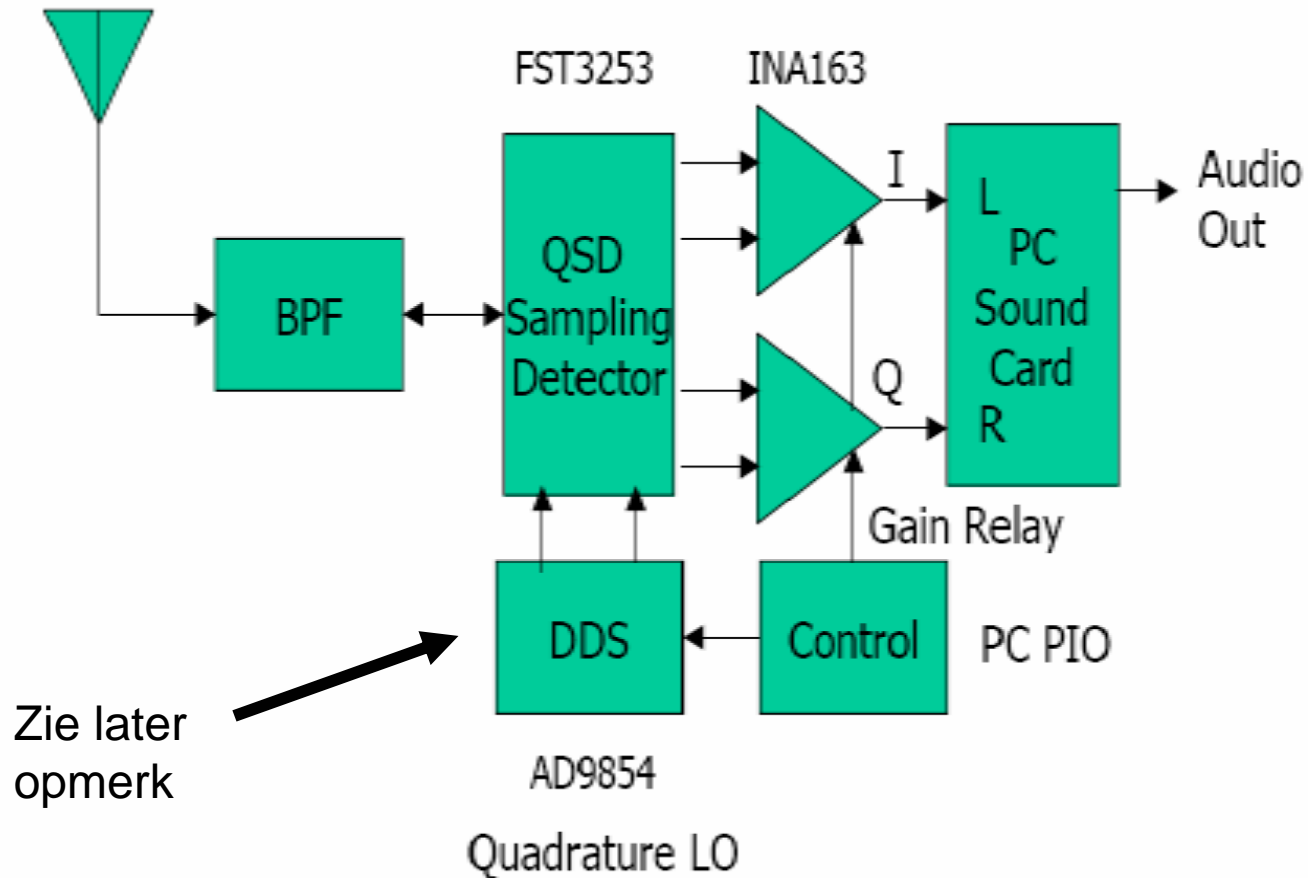 FST3253
INA163
BPF
QSD
Sampling
Detector
I
Q
L
PC
Sound
Card
R
Audio
Out
Gain Relay
DDS
Control
PC PIO
Zie later
opmerk
AD9854
Quadrature LO